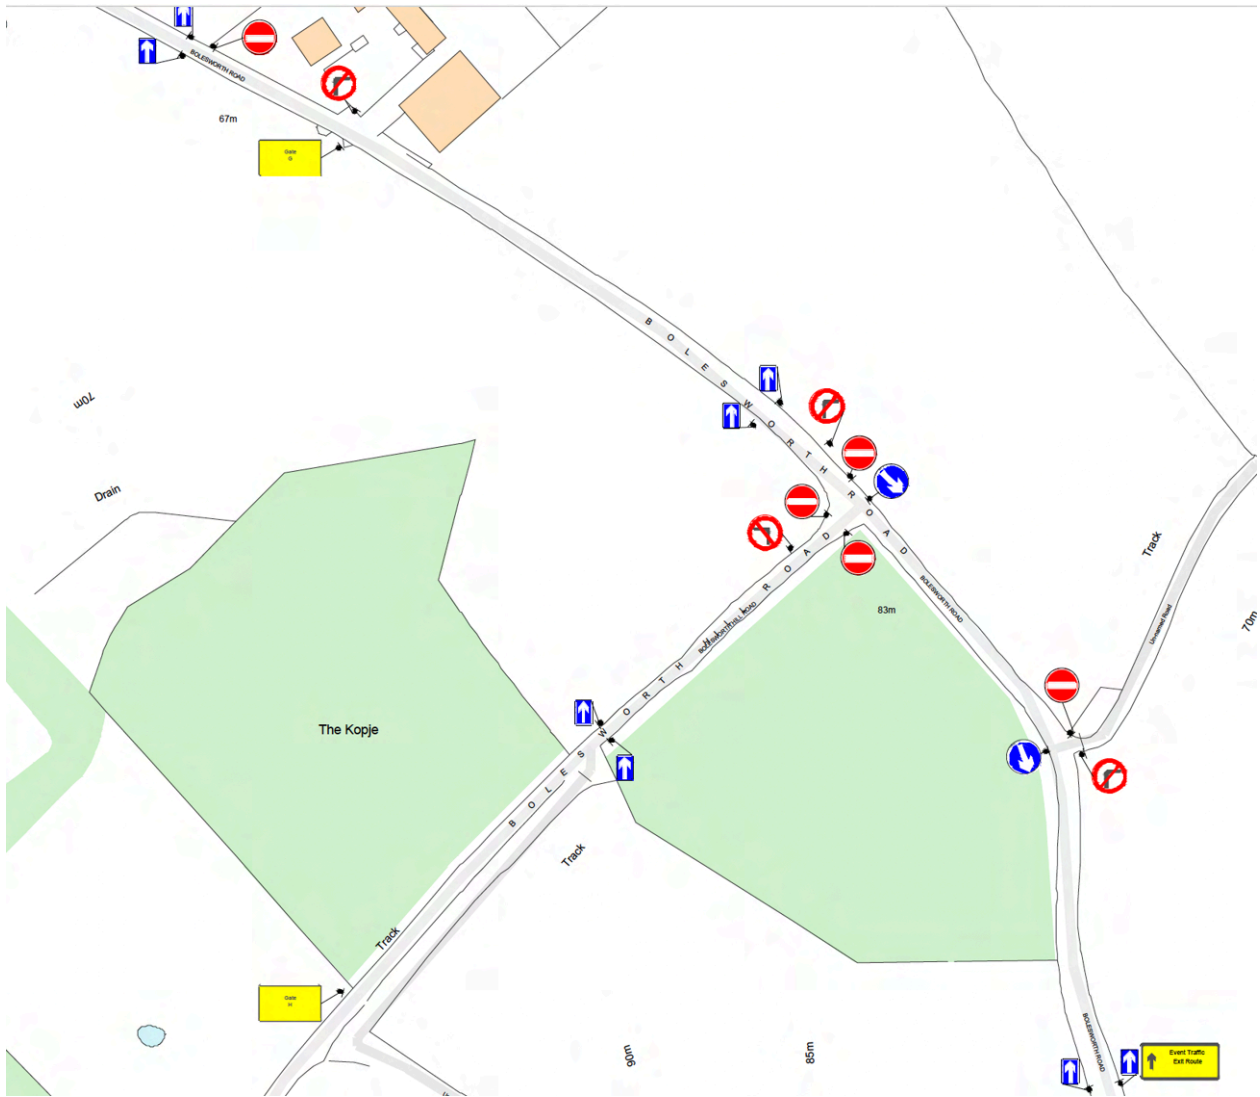 BOLESWORTH ROAD
67m
Gate
G
BOLESWORTH ROAD
70m
Drain
BOLESWORTH HILL ROAD
BOLESWORTH ROAD
83m
BOLESWORTH ROAD
Track
Unnamed Road
70m
The Kopje
Track
Track
Gate
H
90m
85m
BOLESWORTH ROAD
Event Traffic
Exit Route